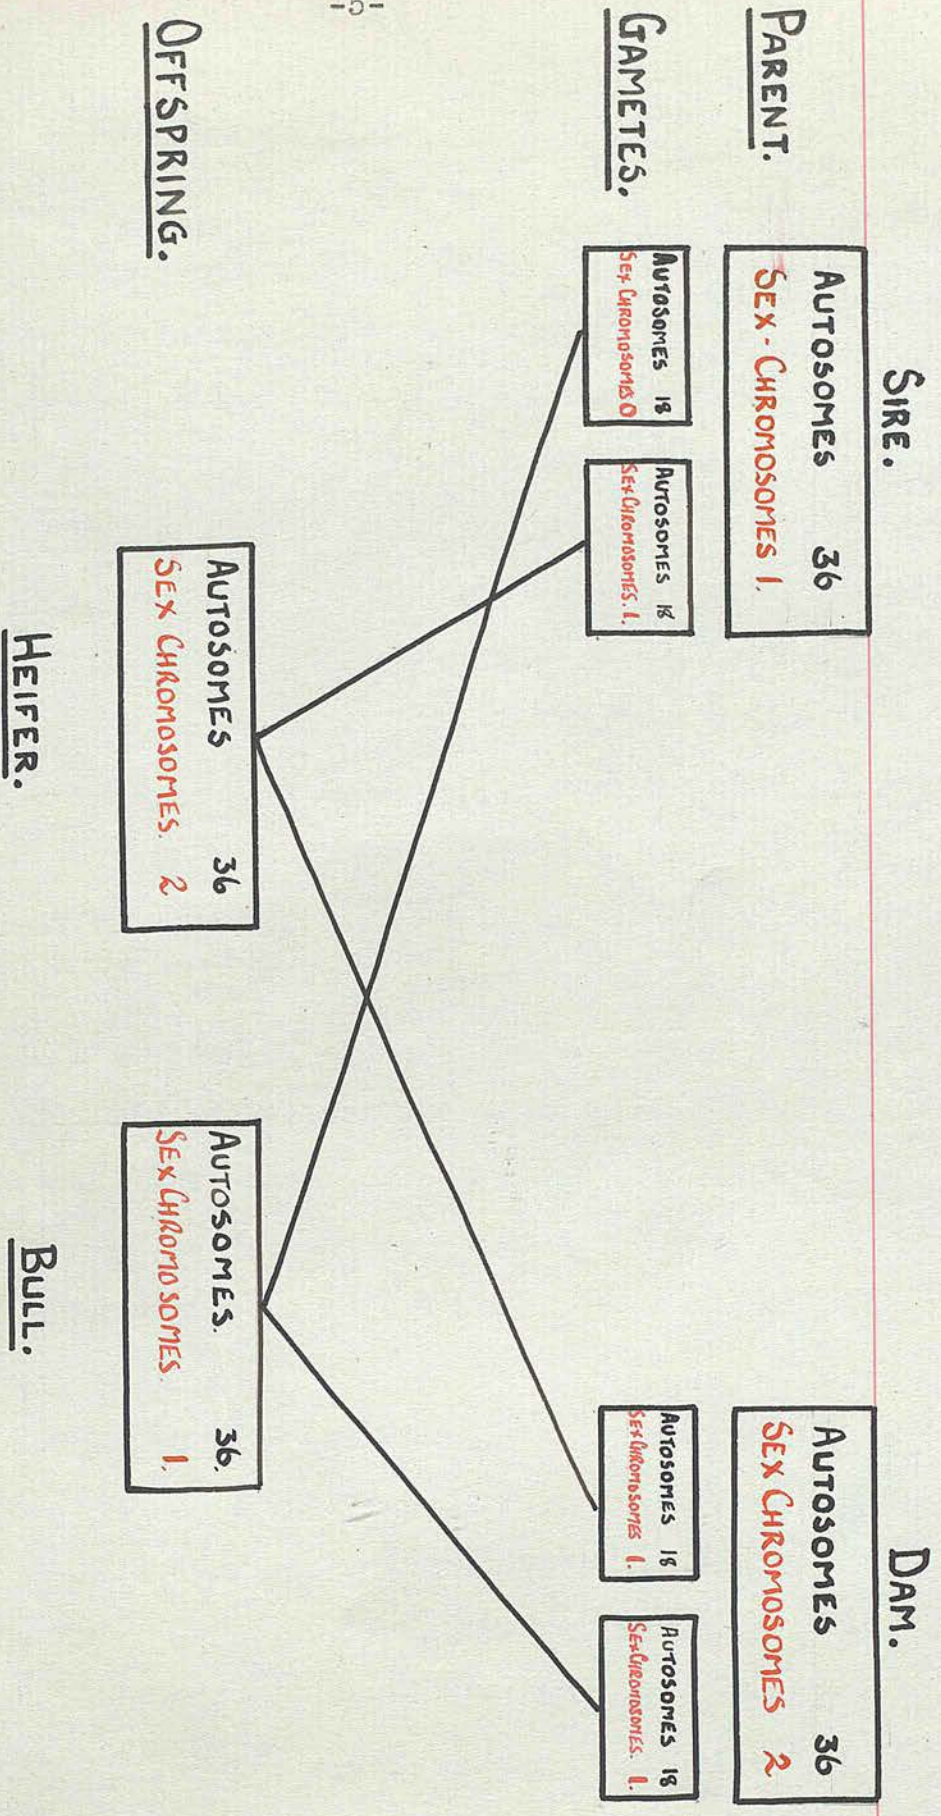 SIRE.
DAM.
PARENT.
AUTOSOMES 36
SEX-CHROMOSOMES 1.
AUTOSOMES 36
SEX CHROMOSOMES 2
GAMETES.
AUTOSOMES 18
SEX CHROMOSOMES 0
AUTOSOMES 18
SEX CHROMOSOMES. 1.
AUTOSOMES 18
SEX CHROMOSOMES 1.
AUTOSOMES 18
SEX CHROMOSOMES. 1.
OFFSPRING.
AUTOSOMES 36
SEX CHROMOSOMES. 2
AUTOSOMES. 36.
SEX CHROMOSOMES. 1.
HEIFER.
BULL.